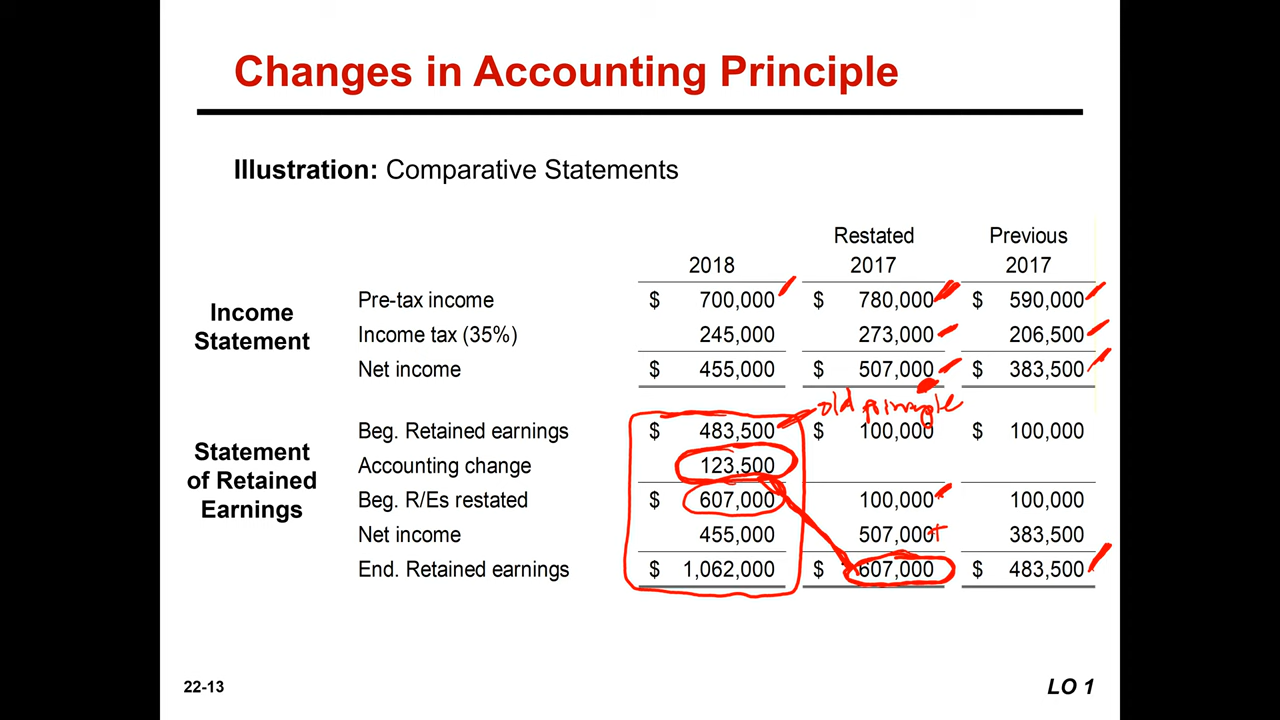 Changes in Accounting Principle
Illustration: Comparative Statements
Restated Previous
2018 2017 2017
Income Statement
Pre-tax income $ 700,000 $ 780,000 $ 590,000
Income tax (35%) 245,000 273,000 206,500
Net income $ 455,000 $ 507,000 $ 383,500
old principle
Statement of Retained Earnings
Beg. Retained earnings $ 483,500 $ 100,000 $ 100,000
Accounting change 123,500
Beg. R/Es restated $ 607,000 100,000 100,000
Net income 455,000 507,000+ 383,500
End. Retained earnings $ 1,062,000 $ 607,000 $ 483,500
22-13 LO 1